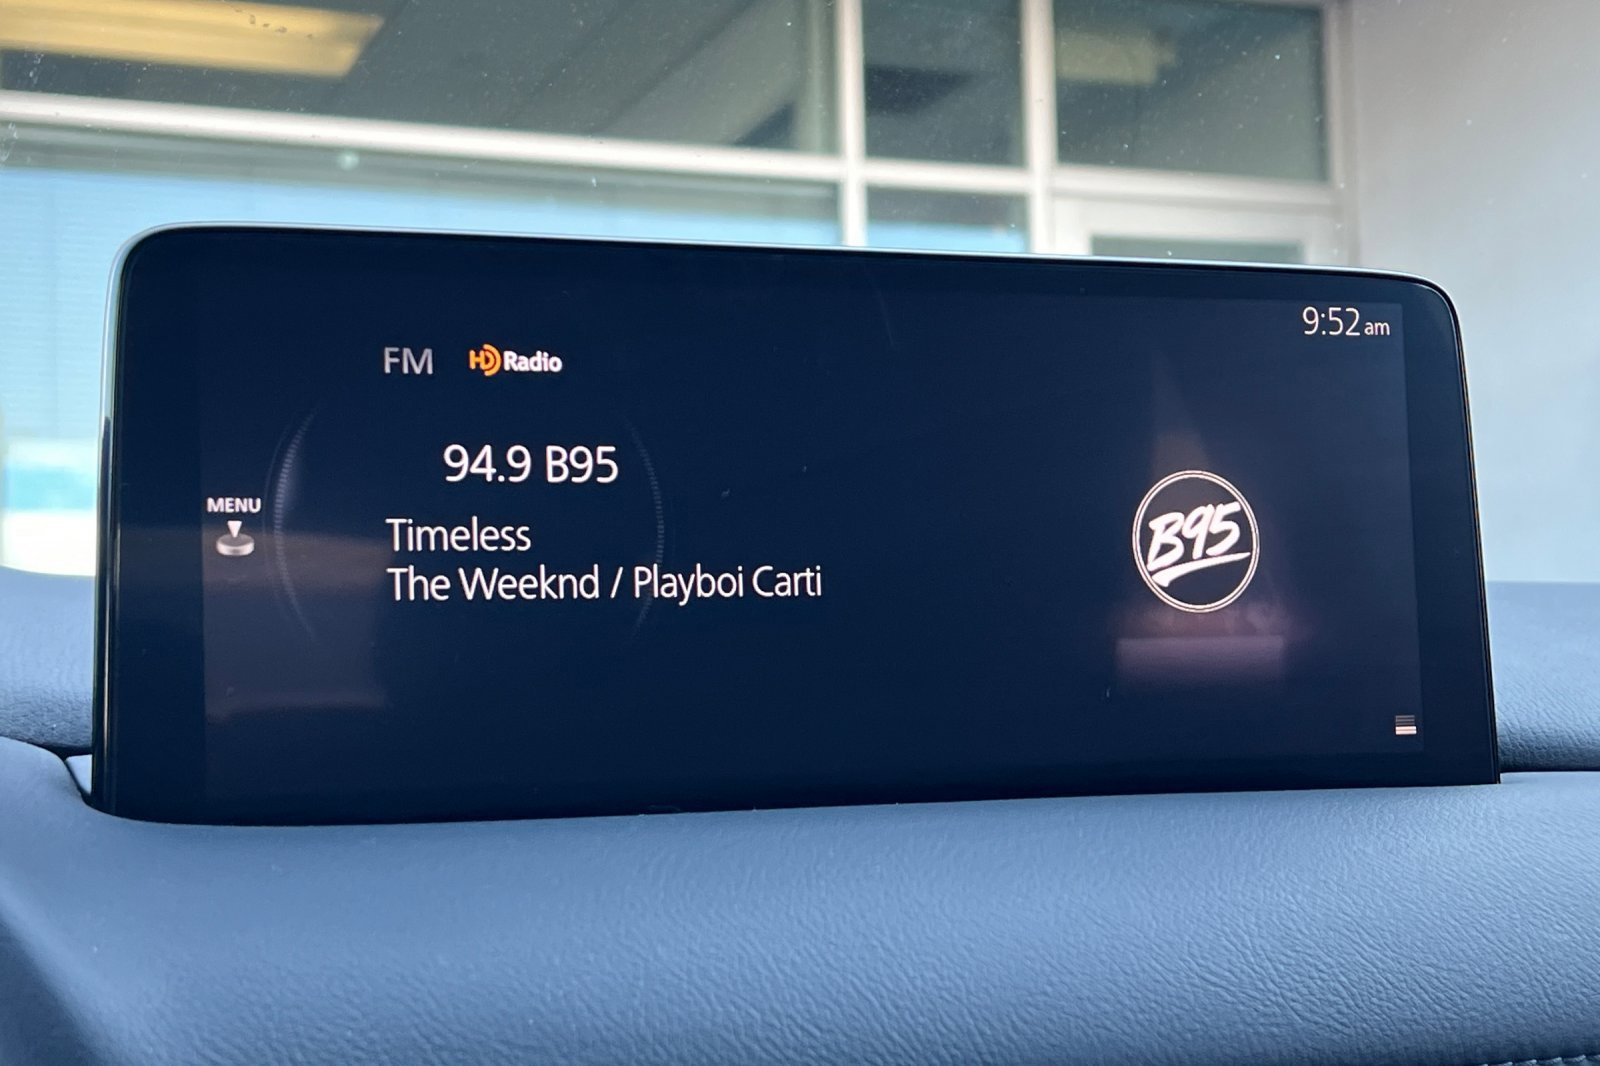 9:52 am
FM HD Radio
94.9 B95
MENU
Timeless
The Weeknd / Playboi Carti
B95